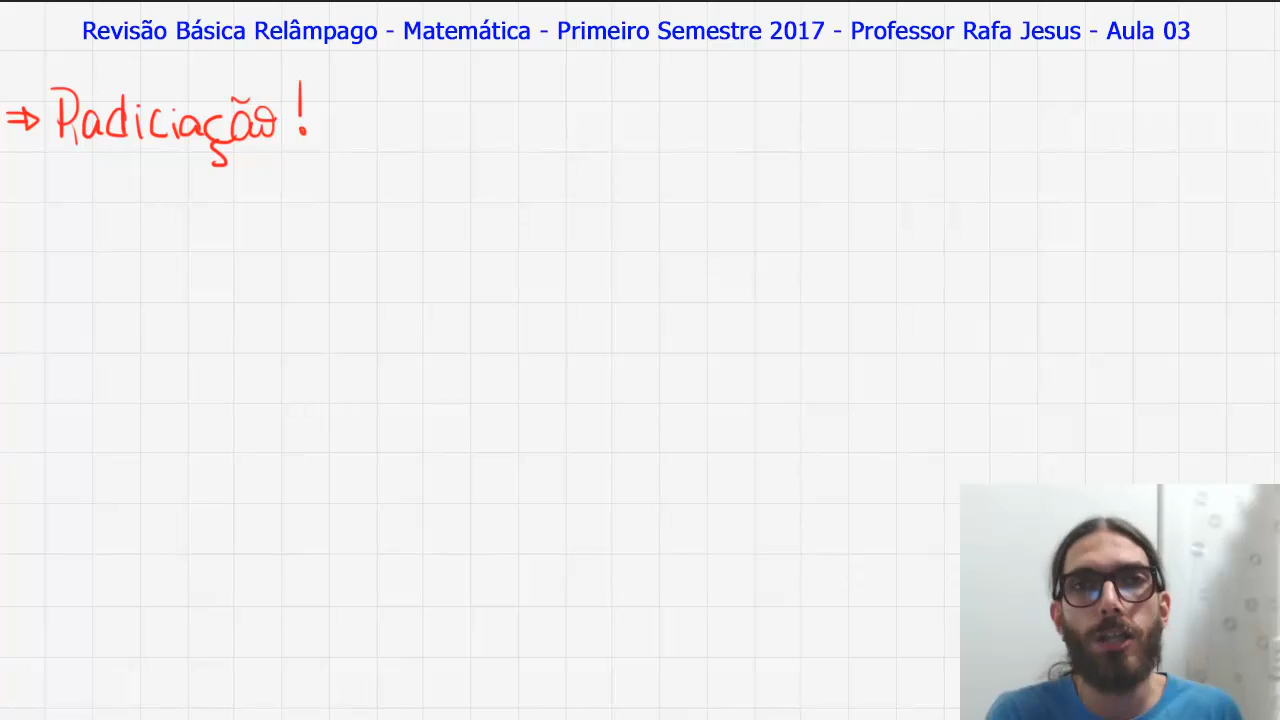 Revisão Básica Relâmpago - Matemática - Primeiro Semestre 2017 - Professor Rafa Jesus - Aula 03
⇒ Radiciação!